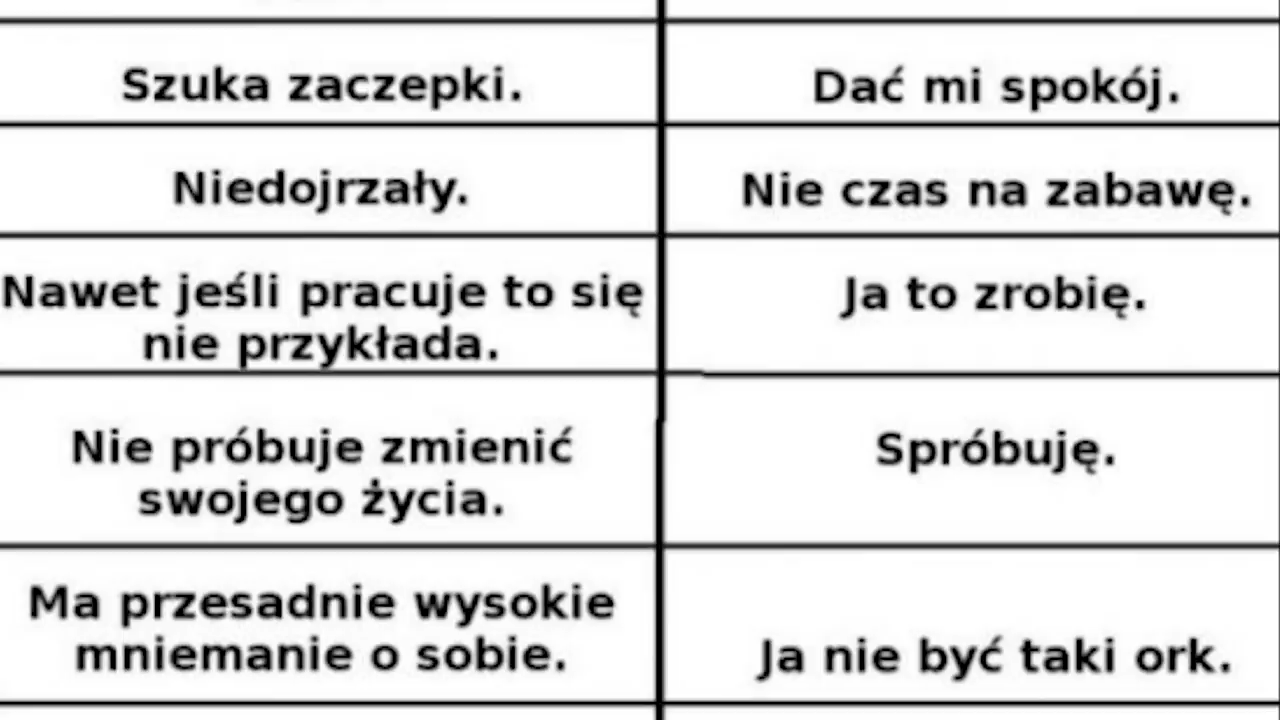 Szuka zaczepki.
Dać mi spokój.
Niedojrzały.
Nie czas na zabawę.
Nawet jeśli pracuje to się
nie przykłada.
Ja to zrobię.
Nie próbuje zmienić
swojego życia.
Spróbuję.
Ma przesadnie wysokie
mniemanie o sobie.
Ja nie być taki ork.